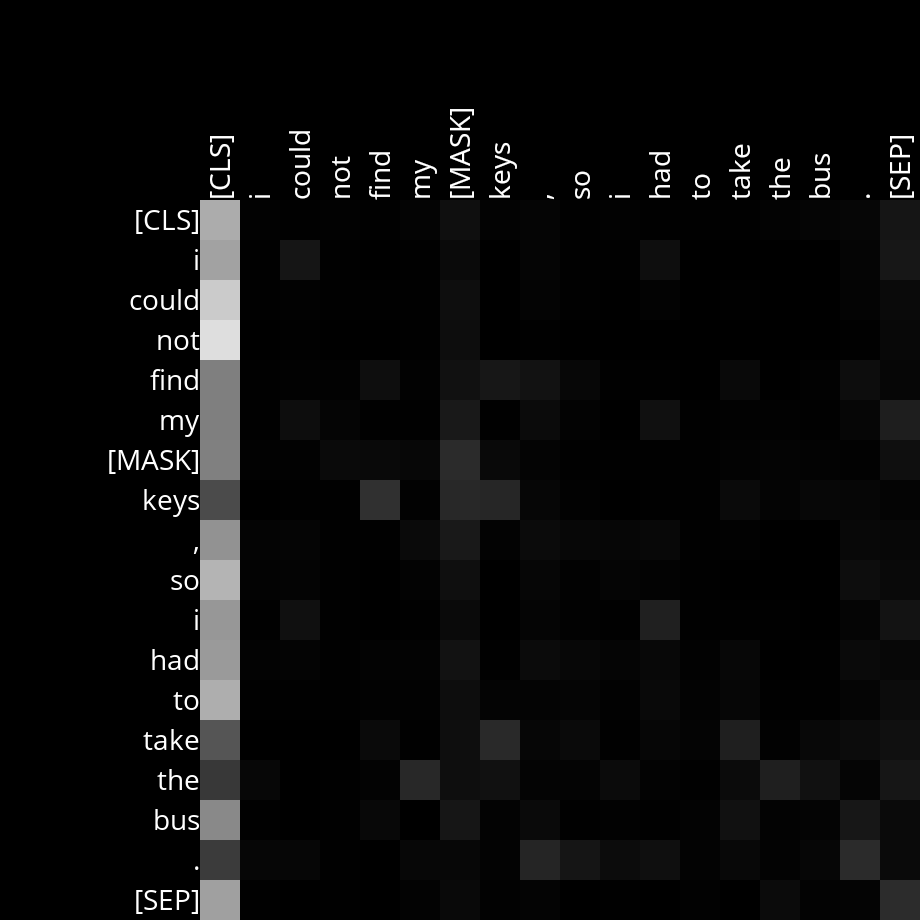 [CLS] i could not find my [MASK] keys , so i had to take the bus . [SEP]
[CLS]
i
could
not
find
my
[MASK]
keys
,
so
i
had
to
take
the
bus
.
[SEP]